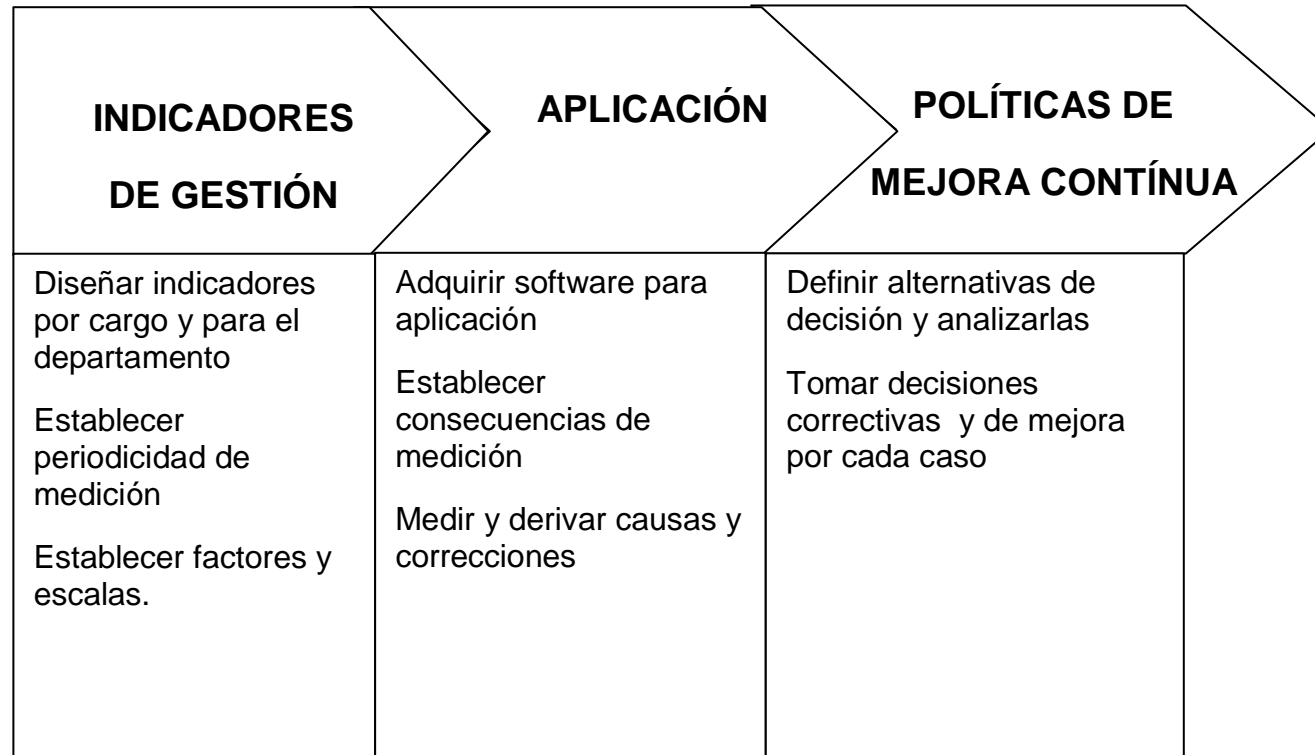 INDICADORES
DE GESTIÓN
APLICACIÓN
POLÍTICAS DE
MEJORA CONTÍNUA
Diseñar indicadores
por cargo y para el
departamento
Establecer
periodicidad de
medición
Establecer factores y
escalas.
Adquirir software para
aplicación
Establecer
consecuencias de
medición
Medir y derivar causas y
correcciones
Definir alternativas de
decisión y analizarlas
Tomar decisiones
correctivas  y de mejora
por cada caso